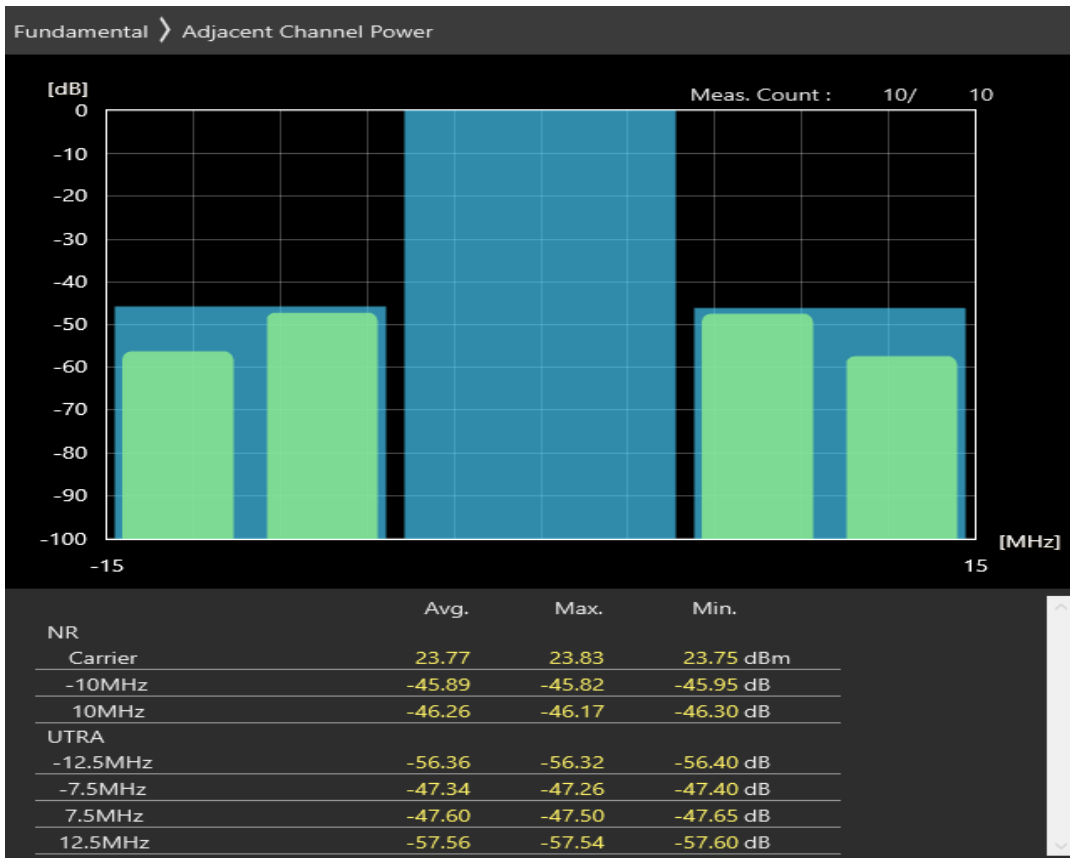 Fundamental 〉 Adjacent Channel Power
[dB]
Meas. Count : 10/ 10
0
-10
-20
-30
-40
-50
-60
-70
-80
-90
-100
[MHz]
-15 15
Avg. Max. Min.
NR
Carrier 23.77 23.83 23.75 dBm
-10MHz -45.89 -45.82 -45.95 dB
10MHz -46.26 -46.17 -46.30 dB
UTRA
-12.5MHz -56.36 -56.32 -56.40 dB
-7.5MHz -47.34 -47.26 -47.40 dB
7.5MHz -47.60 -47.50 -47.65 dB
12.5MHz -57.56 -57.54 -57.60 dB